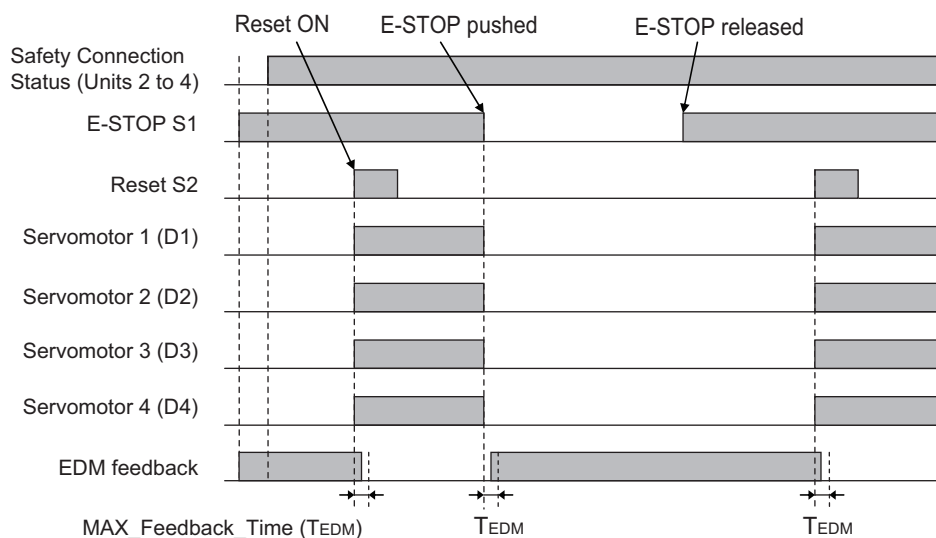 Reset ON
E-STOP pushed
E-STOP released
Safety Connection
Status (Units 2 to 4)
E-STOP S1
Reset S2
Servomotor 1 (D1)
Servomotor 2 (D2)
Servomotor 3 (D3)
Servomotor 4 (D4)
EDM feedback
MAX_Feedback_Time (TEDM)
TEDM
TEDM